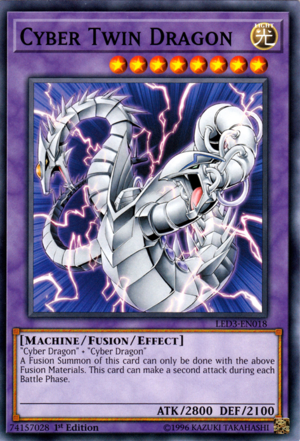 CYBER TWIN DRAGON
光
LED3-EN018
[MACHINE/FUSION/EFFECT]
"Cyber Dragon" + "Cyber Dragon"
A Fusion Summon of this card can only be done with the above
Fusion Materials. This card can make a second attack during each
Battle Phase.
ATK/2800 DEF/2100
74157028 1st Edition ©1996 KAZUKI TAKAHASHI